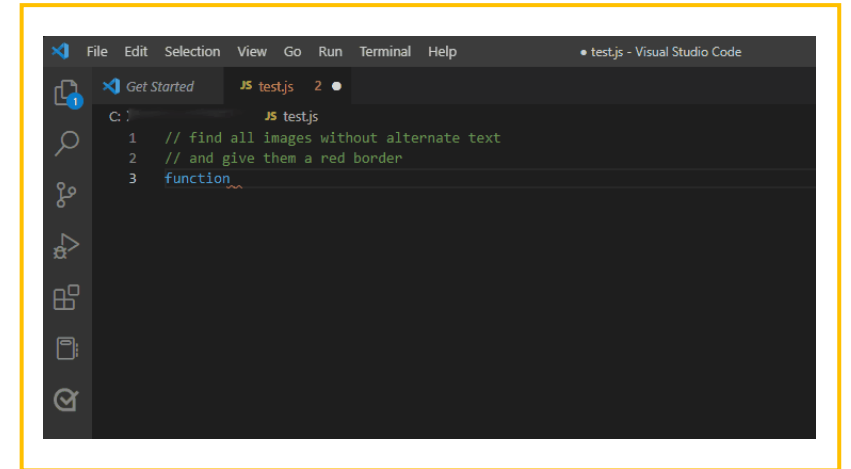 File Edit Selection View Go Run Terminal Help ● test.js - Visual Studio Code
Get Started JS test.js 2 ●
C: JS test.js
1 // find all images without alternate text
2 // and give them a red border
3 function
1